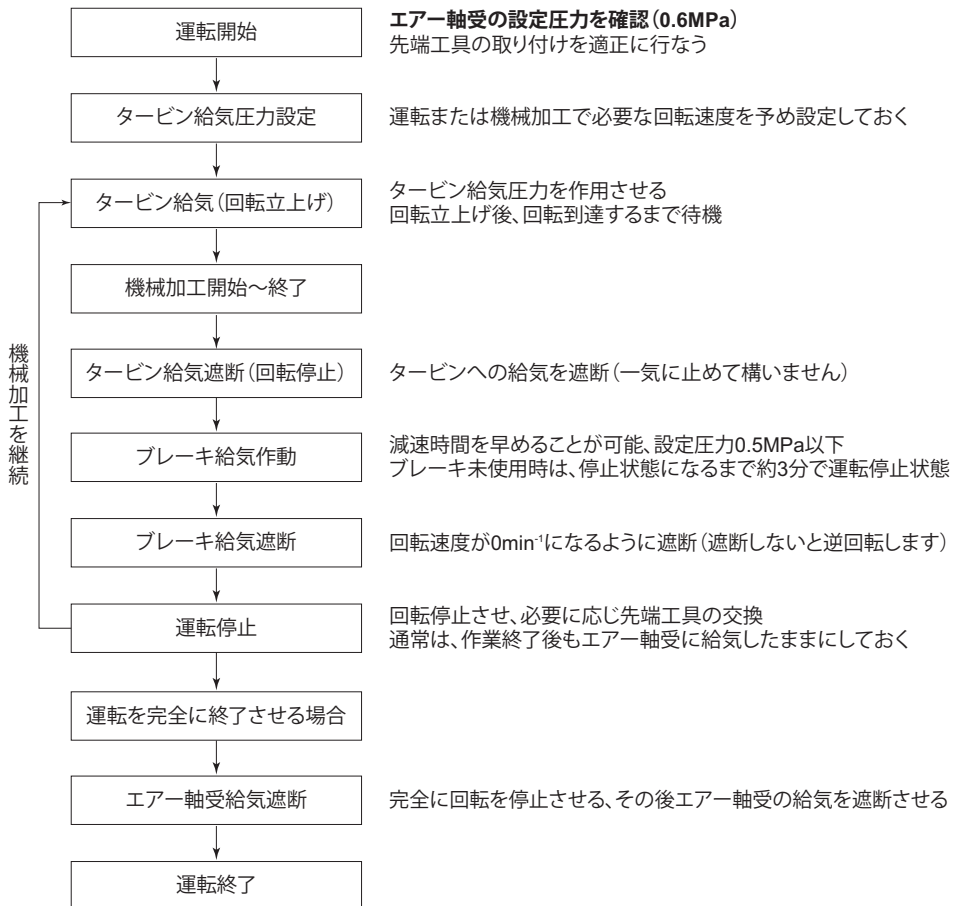 運転開始
エアー軸受の設定圧力を確認(0.6MPa)
先端工具の取り付けを適正に行なう
タービン給気圧力設定
運転または機械加工で必要な回転速度を予め設定しておく
タービン給気(回転立上げ)
タービン給気圧力を作用させる
回転立上げ後、回転到達するまで待機
機械加工開始～終了
機械加工を継続
タービン給気遮断(回転停止)
タービンへの給気を遮断(一気に止めて構いません)
ブレーキ給気作動
減速時間を早めることが可能、設定圧力0.5MPa以下
ブレーキ未使用時は、停止状態になるまで約3分で運転停止状態
ブレーキ給気遮断
回転速度が0min⁻¹になるように遮断(遮断しないと逆回転します)
運転停止
回転停止させ、必要に応じ先端工具の交換
通常は、作業終了後もエアー軸受に給気したままにしておく
運転を完全に終了させる場合
エアー軸受給気遮断
完全に回転を停止させる、その後エアー軸受の給気を遮断させる
運転終了